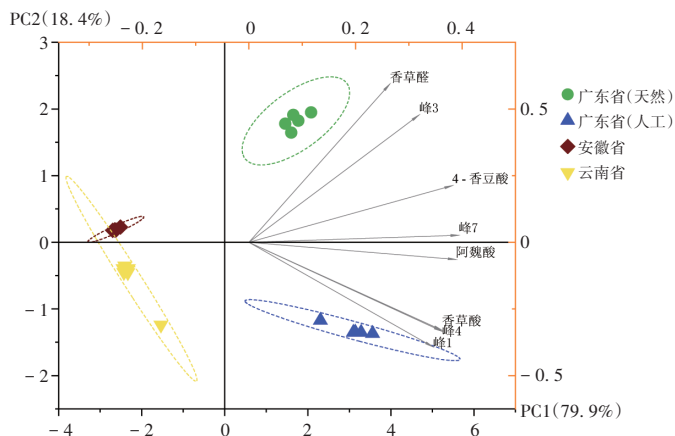 PC2(18.4%)
-0.2 0 0.2 0.4
3
2
1
0
-1
-2
0.5
0
-0.5
香草醛
峰3
4-香豆酸
峰7
阿魏酸
香草酸
峰4
峰1
广东省(天然)
广东省(人工)
安徽省
云南省
-4 -2 0 2 4 6
PC1(79.9%)